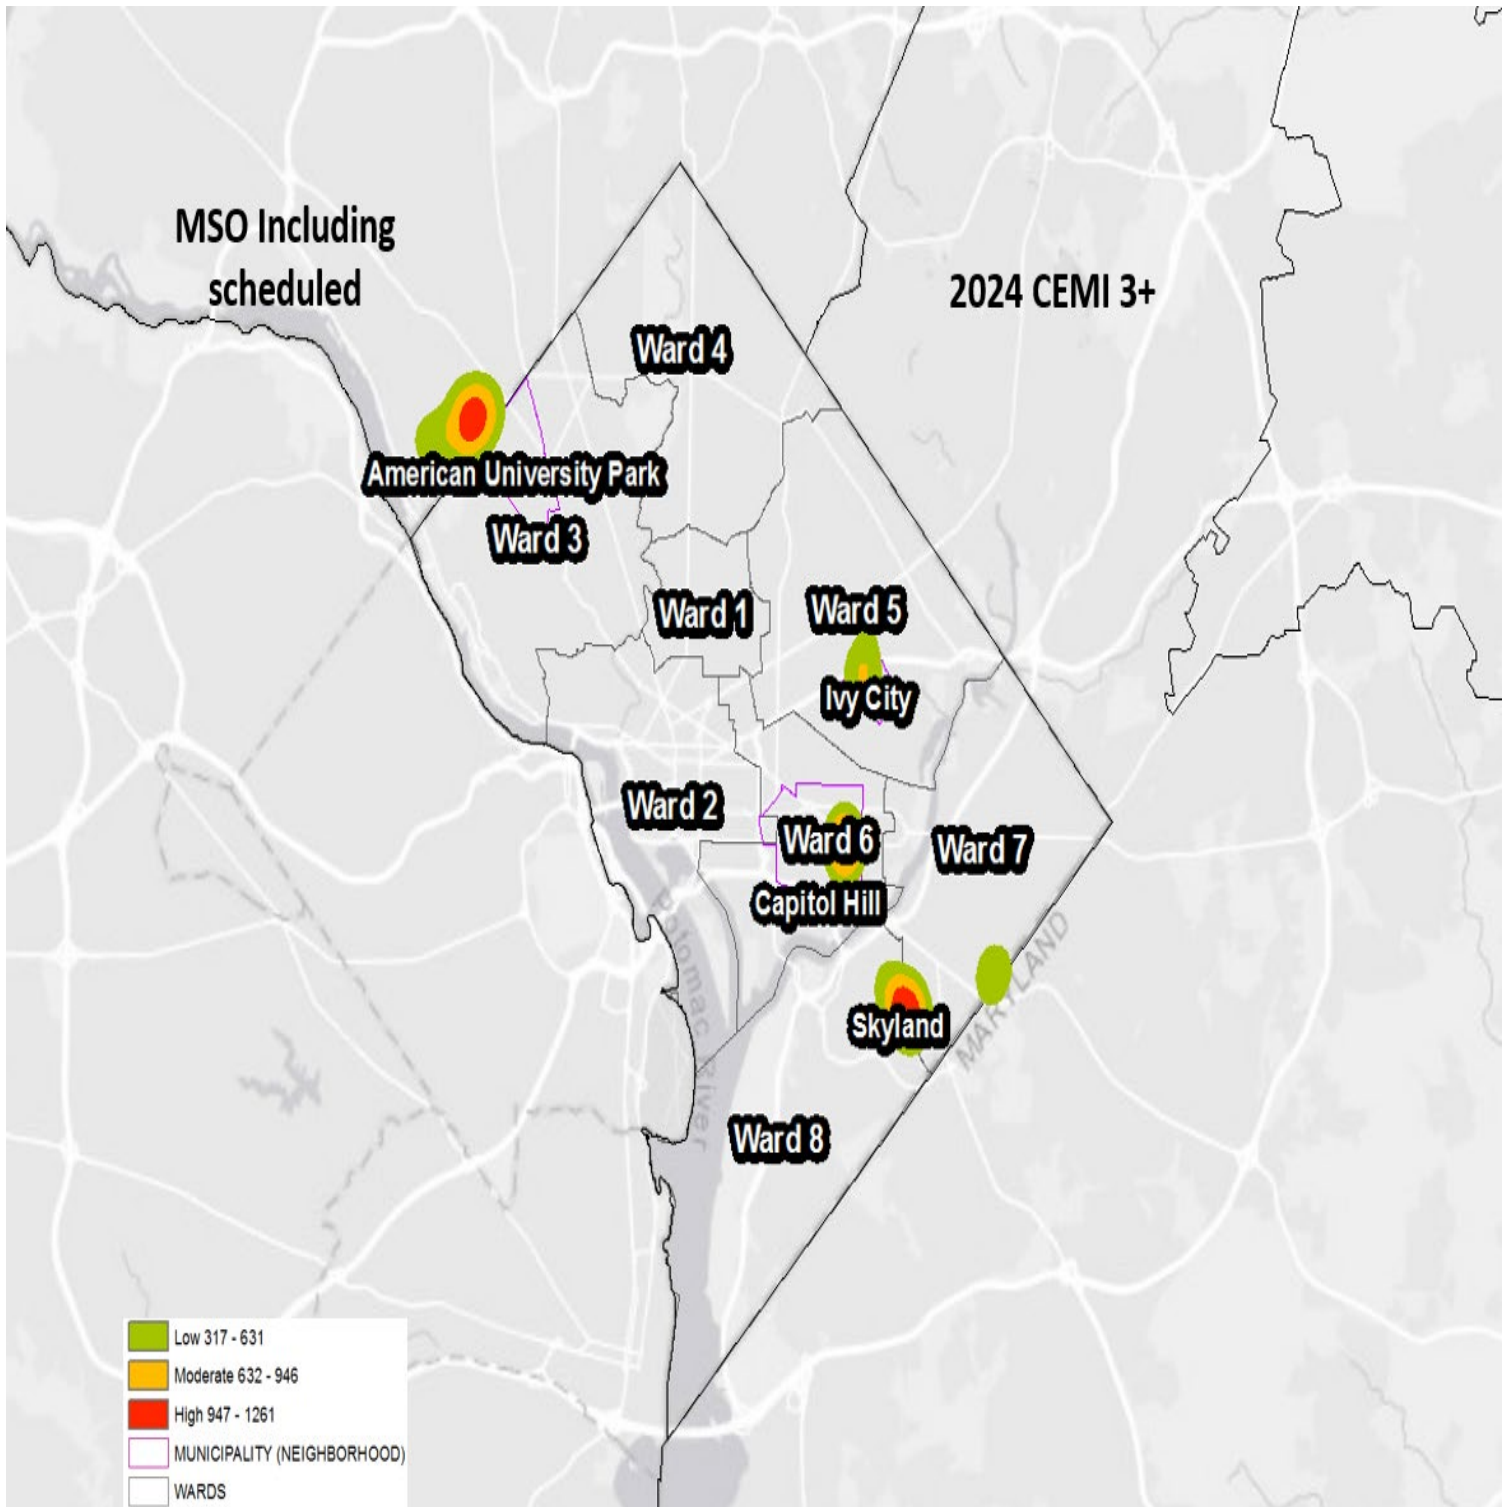 MSO Including
scheduled
2024 CEMI 3+
Ward 4
American University Park
Ward 3
Ward 1
Ward 5
Ivy City
Ward 2
Ward 6
Ward 7
Capitol Hill
Potomac River
MARYLAND
Skyland
Ward 8
Low 317 - 631
Moderate 632 - 946
High 947 - 1261
MUNICIPALITY (NEIGHBORHOOD)
WARDS